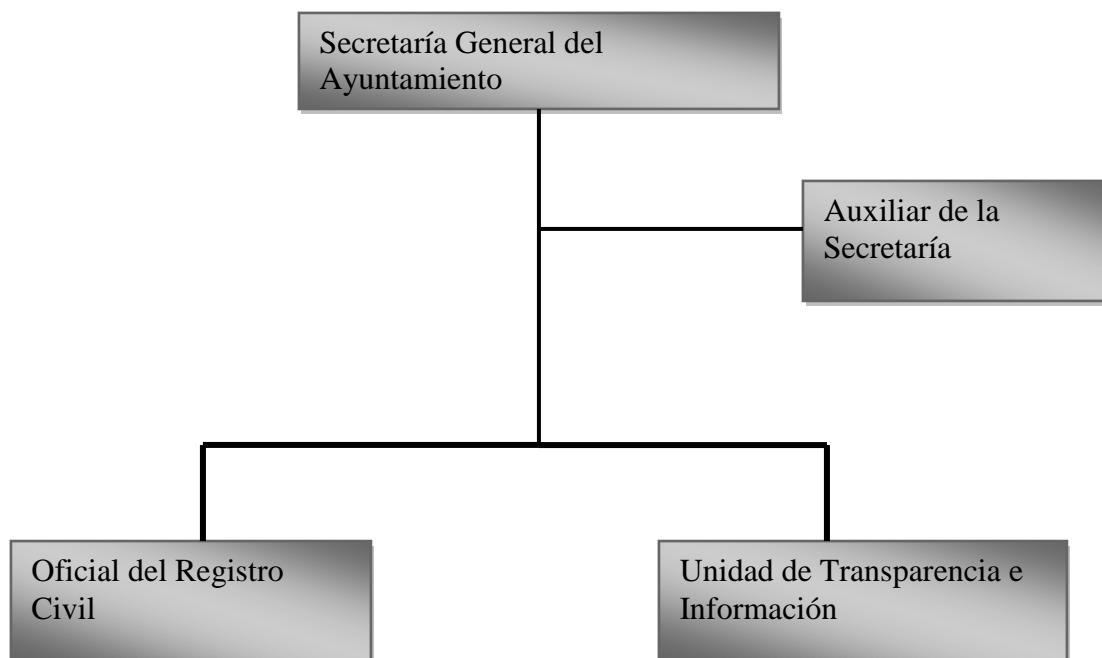 Secretaría General del
Ayuntamiento
Auxiliar de la
Secretaría
Oficial del Registro
Civil
Unidad de Transparencia e
Información